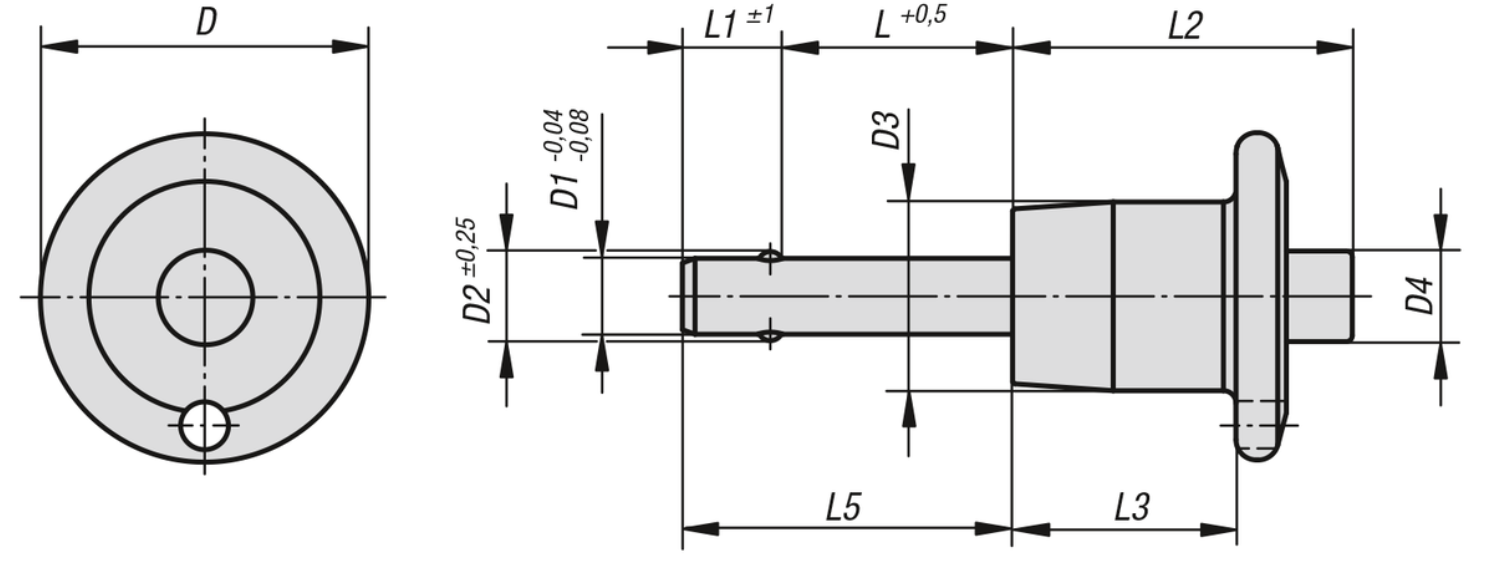 D
L1 ±1
L +0,5
L2
D1 -0,04
-0,08
D3
D2 ±0,25
D4
L5
L3